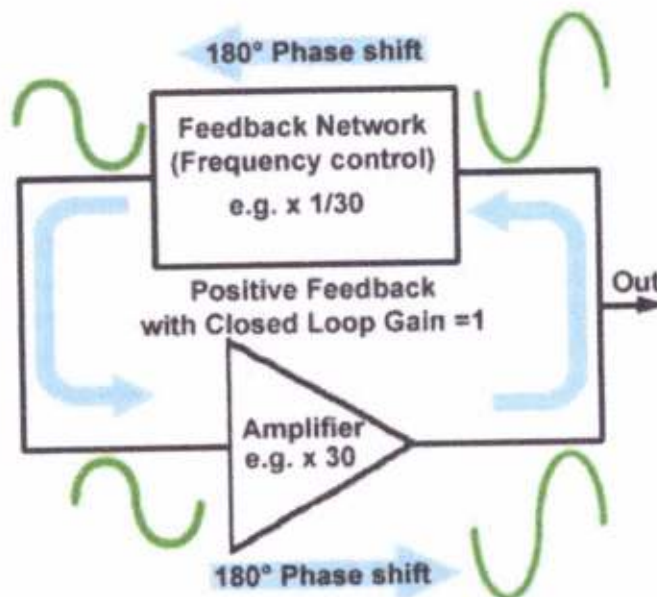 180° Phase shift
Feedback Network
(Frequency control)
e.g. x 1/30
Positive Feedback
with Closed Loop Gain =1
Out
Amplifier
e.g. x 30
180° Phase shift